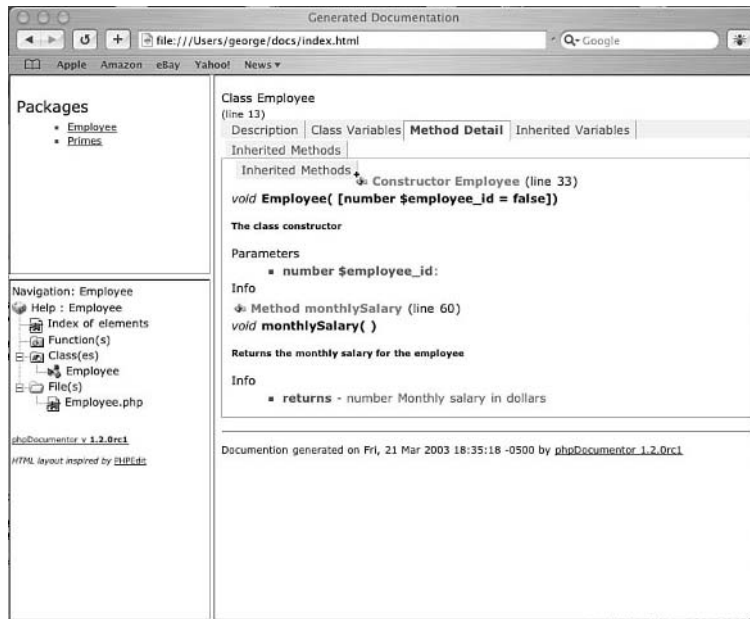 Generated Documentation
file:///Users/george/docs/index.html
Q- Google
Apple Amazon eBay Yahoo! News ▾
Packages
▪ Employee
▪ Primes
Navigation: Employee
Help : Employee
Index of elements
Function(s)
Class(es)
Employee
File(s)
Employee.php
phpDocumentor v 1.2.0rc1
HTML layout inspired by PHPEdit
Class Employee
(line 13)
Description Class Variables Method Detail Inherited Variables
Inherited Methods
Inherited Methods
Constructor Employee (line 33)
void Employee( [number $employee_id = false])
The class constructor
Parameters
▪ number $employee_id:
Info
Method monthlySalary (line 60)
void monthlySalary( )
Returns the monthly salary for the employee
Info
▪ returns - number Monthly salary in dollars
Documention generated on Fri, 21 Mar 2003 18:35:18 -0500 by phpDocumentor 1.2.0rc1